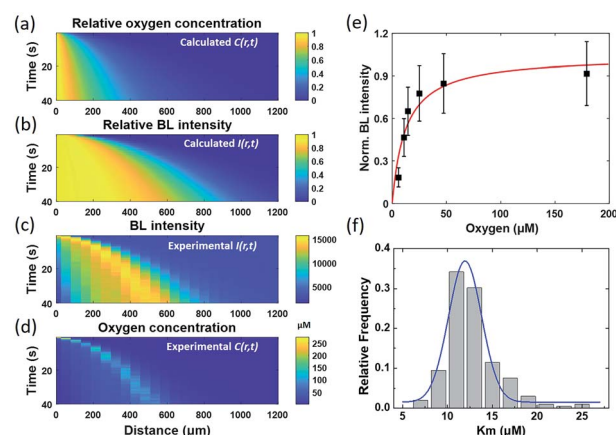 (a)
Relative oxygen concentration
Calculated C(r,t)
Time (s)
0
20
40
0 200 400 600 800 1000 1200
1
0.8
0.6
0.4
0.2
0
(b)
Relative BL intensity
Calculated I(r,t)
Time (s)
0
20
40
0 200 400 600 800 1000 1200
1
0.8
0.6
0.4
0.2
0
(c)
BL intensity
Experimental I(r,t)
Time (s)
0
20
40
0 200 400 600 800 1000 1200
15000
10000
5000
(d)
Oxygen concentration
Experimental C(r,t)
µM
Time (s)
0
20
40
0 200 400 600 800 1000 1200
Distance (µm)
250
200
150
100
50
(e)
Norm. BL intensity
1.2
0.9
0.6
0.3
0
0 50 100 150 200
Oxygen (µM)
(f)
Relative Frequency
0.4
0.3
0.2
0.1
0.0
5 10 15 20 25
Km (µM)